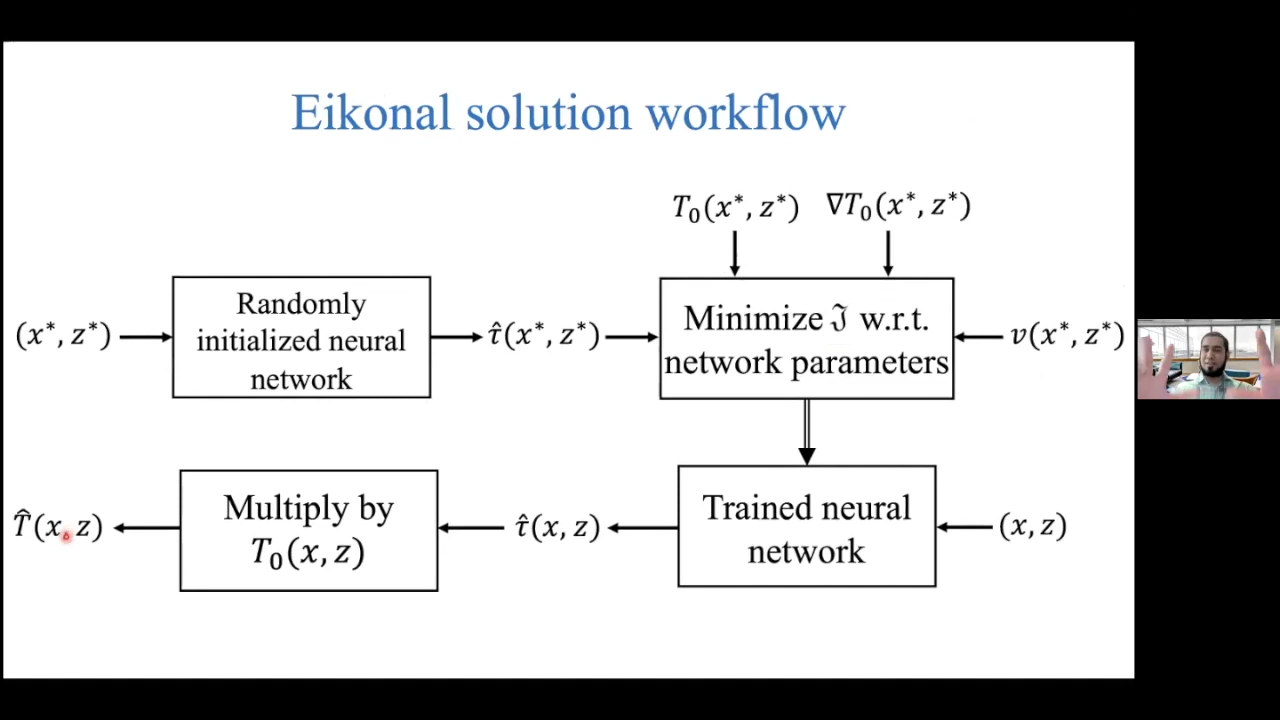 Eikonal solution workflow
T₀(x*, z*) ∇T₀(x*, z*)
(x*, z*)
Randomly
initialized neural
network
τ̂(x*, z*)
Minimize ℑ w.r.t.
network parameters
v(x*, z*)
T̂(x, z)
Multiply by
T₀(x, z)
τ̂(x, z)
Trained neural
network
(x, z)